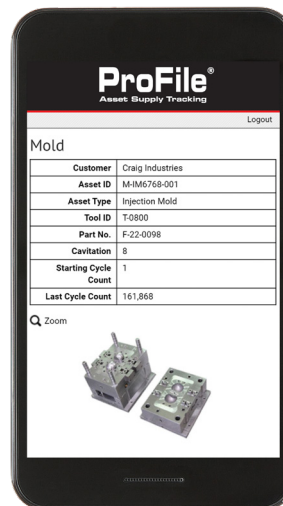 ProFile®
Asset Supply Tracking
Logout
Mold
Customer Craig Industries
Asset ID M-IM6768-001
Asset Type Injection Mold
Tool ID T-0800
Part No. F-22-0098
Cavitation 8
Starting Cycle 1
Count
Last Cycle Count 161,868
Zoom